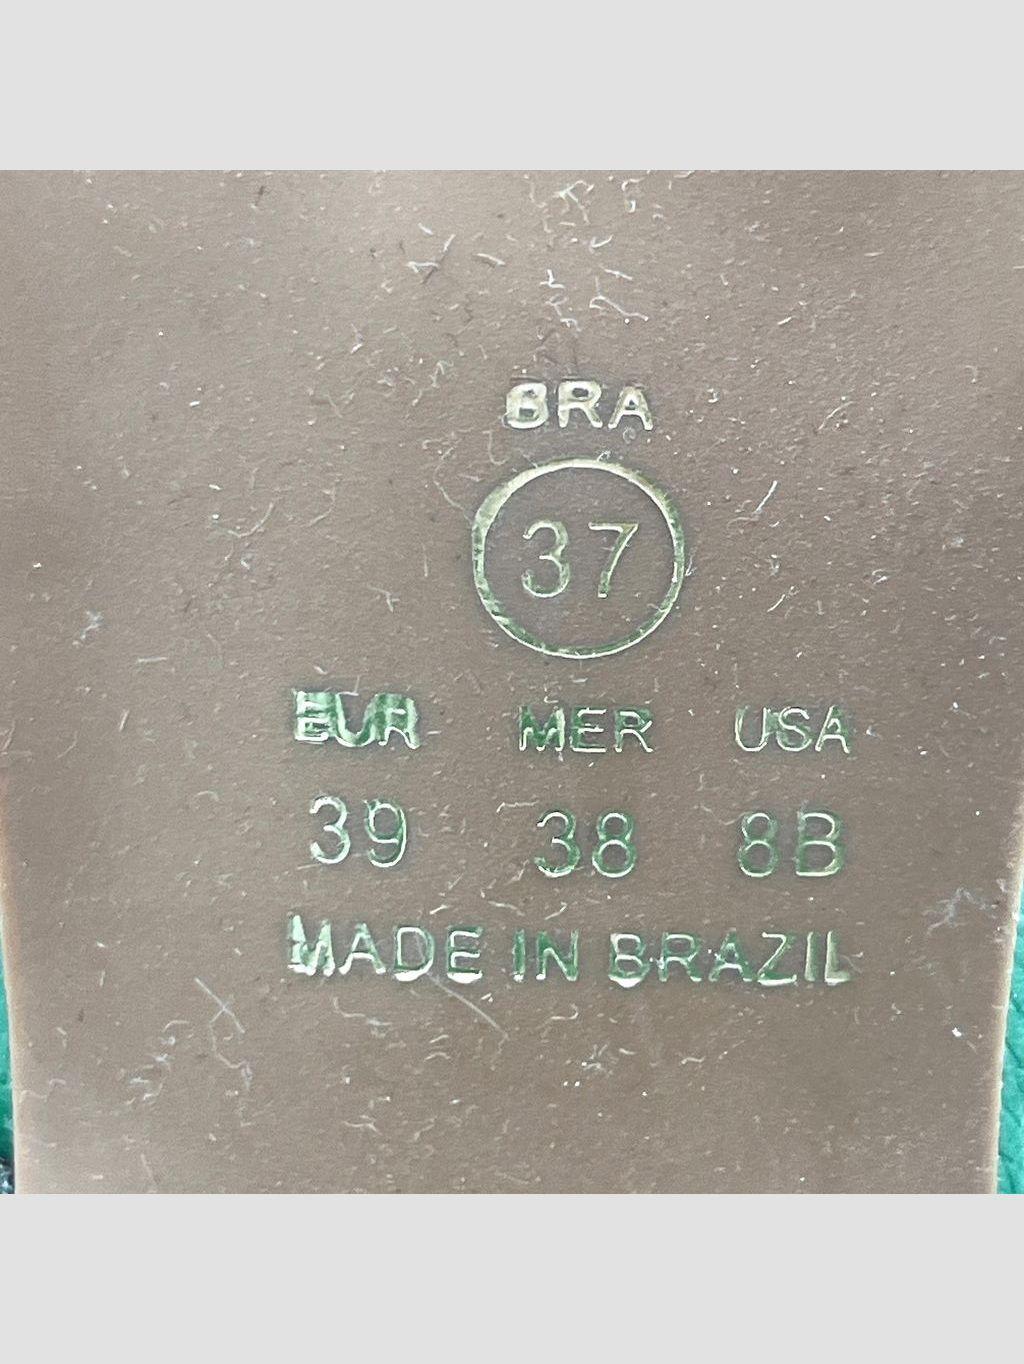 BRA
37
EUR MER USA
39 38 8B
MADE IN BRAZIL